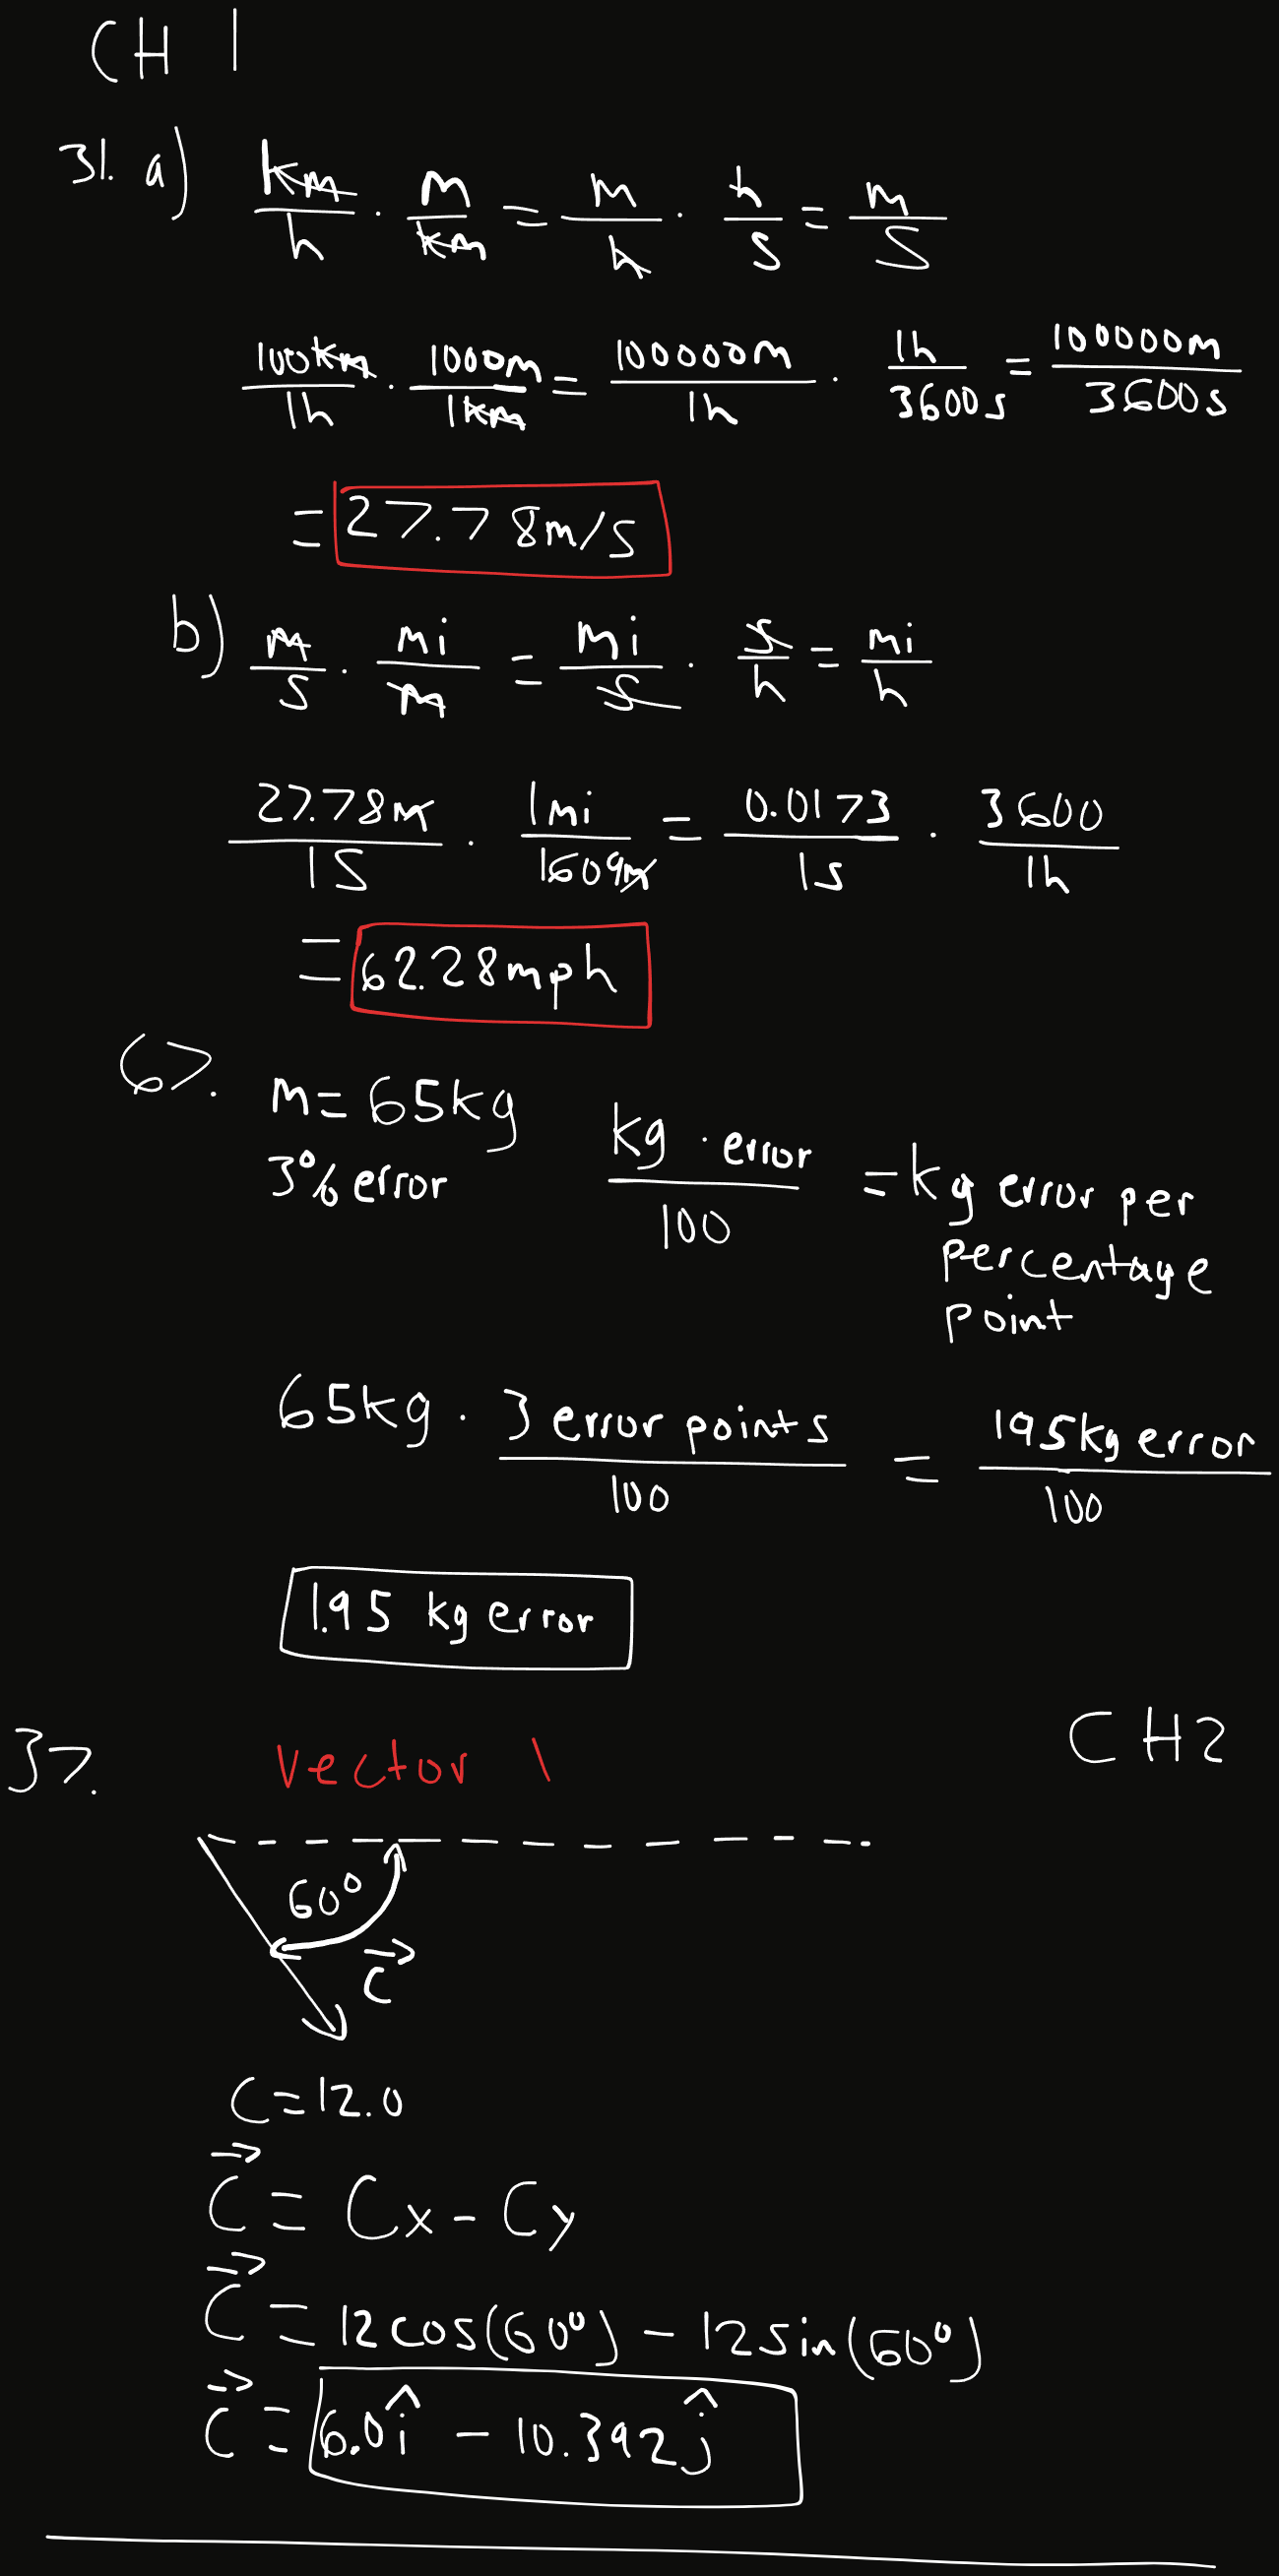 CH 1
31. a) km/h · m/km = m/h · h/s = m/s
100km/1h · 1000m/1km = 100000m/1h · 1h/3600s = 100000m/3600s
= 27.78m/s
b) m/s · mi/m = mi/s · s/h = mi/h
27.78m/1s · 1mi/1609m = 0.0173/1s · 3600/1h
= 62.28mph
67. m = 65kg
3% error
kg · error/100 = kg error per
percentage
point
65kg · 3 error points/100 = 195kg error/100
1.95 kg error
CH2
37. Vector 1
60°
C⃗
C = 12.0
C⃗ = Cx - Cy
C⃗ = 12cos(60°) - 12sin(60°)
C⃗ = 6.0î - 10.392ĵ